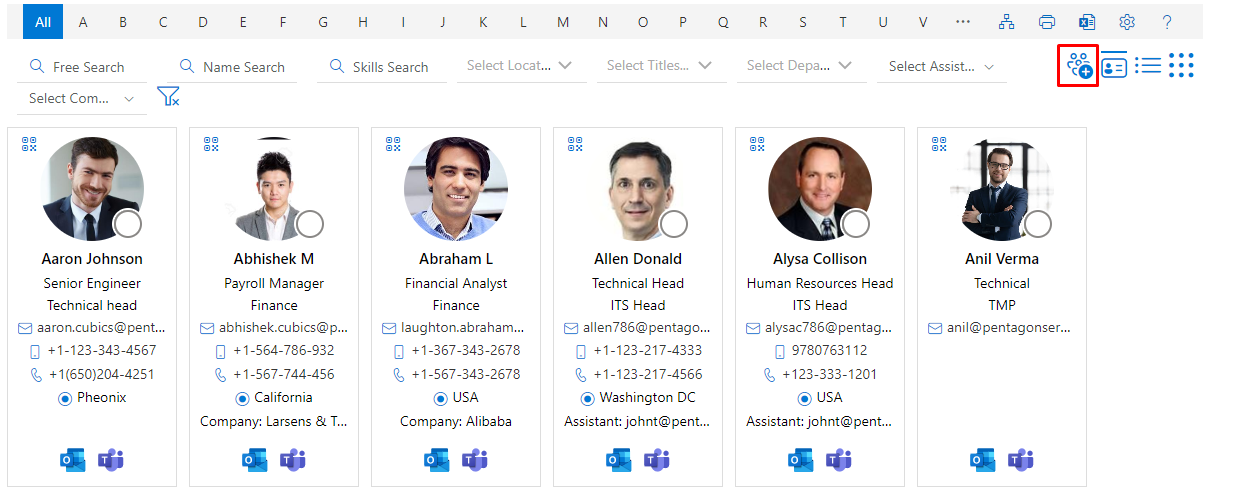 All A B C D E F G H I J K L M N O P Q R S T U V ... ?
Free Search Name Search Skills Search Select Locat... Select Titles... Select Depa... Select Assist...
Select Com...
Aaron Johnson
Senior Engineer
Technical head
aaron.cubics@pent...
+1-123-343-4567
+1(650)204-4251
Pheonix
Abhishek M
Payroll Manager
Finance
abhishek.cubics@p...
+1-564-786-932
+1-567-744-456
California
Company: Larsens & T...
Abraham L
Financial Analyst
Finance
laughton.abraham...
+1-367-343-2678
+1-567-343-2678
USA
Company: Alibaba
Allen Donald
Technical Head
ITS Head
allen786@pentago...
+1-123-217-4333
+1-123-217-4566
Washington DC
Assistant: johnt@pent...
Alysa Collison
Human Resources Head
ITS Head
alysac786@pentag...
9780763112
+123-333-1201
USA
Assistant: johnt@pent...
Anil Verma
Technical
TMP
anil@pentagonser...